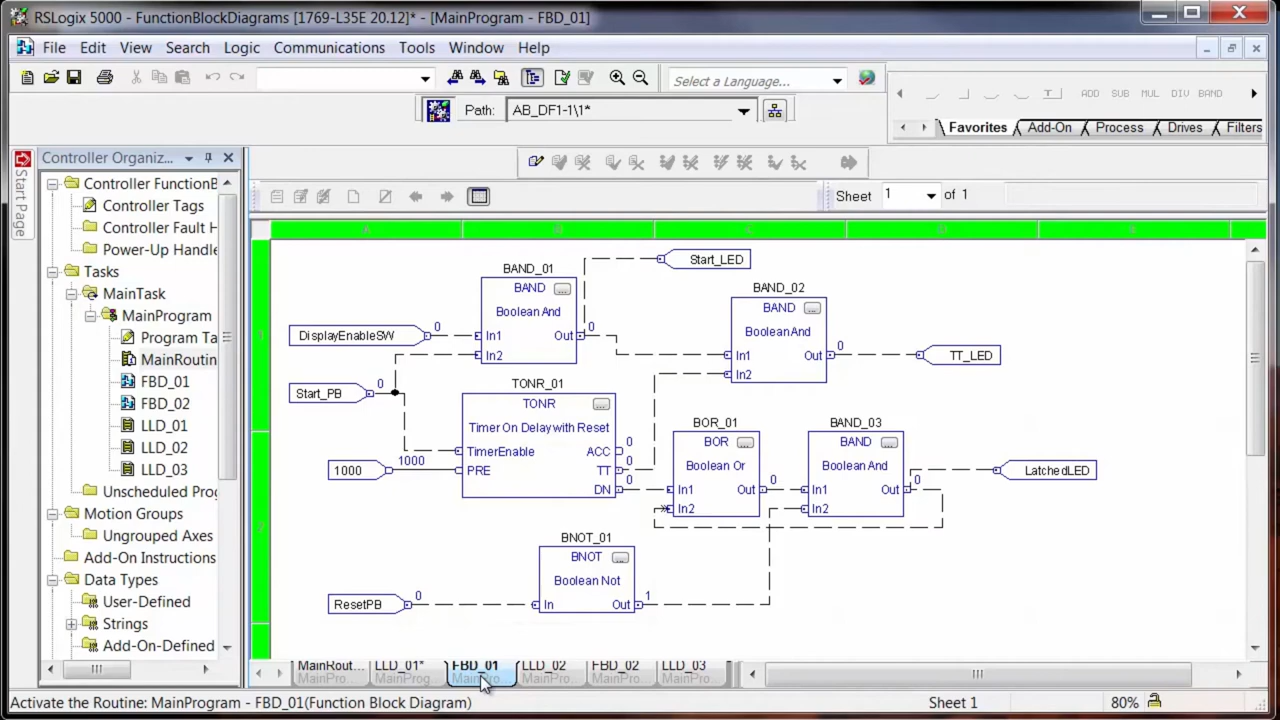 RSLogix 5000 - FunctionBlockDiagrams [1769-L35E 20.12]* - [MainProgram - FBD_01]
File Edit View Search Logic Communications Tools Window Help
Select a Language...
Path: AB_DF1-1\1*
ADD SUB MUL DIV BAND
Favorites Add-On Process Drives Filters
Start Page
Controller Organiz...
Sheet 1 of 1
Controller FunctionB
Controller Tags
Controller Fault H
Power-Up Handle
Tasks
MainTask
MainProgram
Program Ta
MainRoutin
FBD_01
FBD_02
LLD_01
LLD_02
LLD_03
Unscheduled Prog
Motion Groups
Ungrouped Axes
Add-On Instructions
Data Types
User-Defined
Strings
Add-On-Defined
Start_LED
BAND_01
BAND
Boolean And
DisplayEnableSW 0 In1 Out 0
In2
BAND_02
BAND
Boolean And
In1 Out 0 TT_LED
In2
Start_PB 0
TONR_01
TONR
Timer On Delay with Reset
TimerEnable ACC 0
1000 1000 PRE TT 0
DN 0
BOR_01
BOR
Boolean Or
In1 Out 0
In2
BAND_03
BAND
Boolean And
In1 Out 0
In2
LatchedLED
BNOT_01
BNOT
Boolean Not
ResetPB 0 In Out 1
1
2
MainRout... LLD_01* FBD_01 LLD_02 FBD_02 LLD_03
MainPro... MainProg... MainPro... MainPro... MainPro... MainPro...
Activate the Routine: MainProgram - FBD_01(Function Block Diagram) Sheet 1 80%